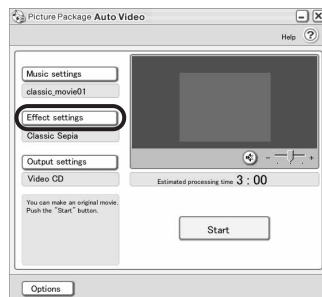 Picture Package Auto Video
Help ?
Music settings
classic_movie01
Effect settings
Classic Sepia
Output settings
Video CD
- +
Estimated processing time 3 : 00
You can make an original movie.
Push the "Start" button.
Start
Options